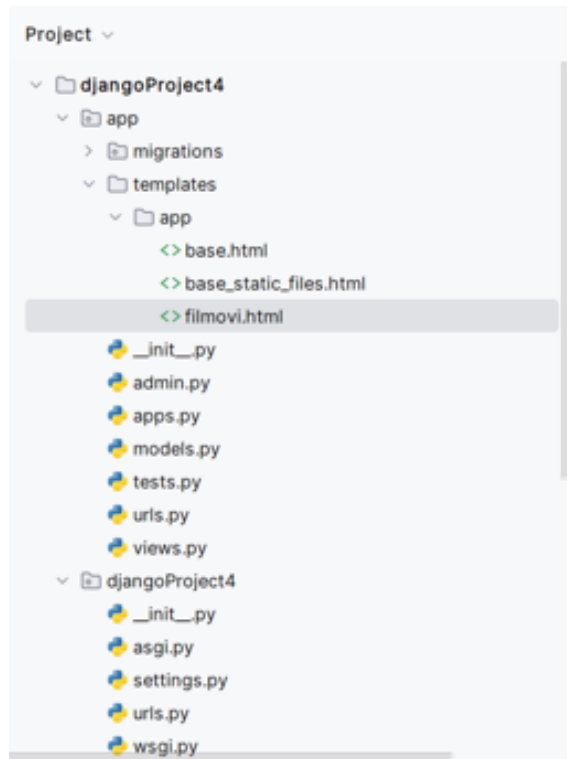 Project
djangoProject4
app
migrations
templates
app
base.html
base_static_files.html
filmovi.html
__init__.py
admin.py
apps.py
models.py
tests.py
urls.py
views.py
djangoProject4
__init__.py
asgi.py
settings.py
urls.py
wsgi.py